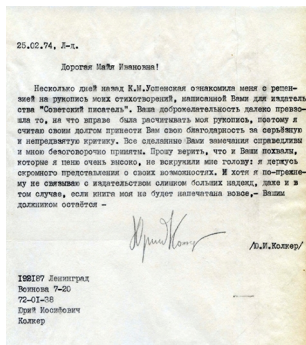 25.02.74, Л-д.
Дорогая Майя Ивановна!
Несколько дней назад К.М.Успенская ознакомила меня с рецен-
зией на рукопись моих стихотворений, написанной Вами для издатель
ства "Советский писатель". Ваша доброжелательность далеко превзо-
шла то, на что вправе была расчитывать моя рукопись, поэтому я
считаю своим долгом принести Вам свою благодарность за серьёзную
и непредвзятую критику. Все сделанные Вами замечания справедливы
и мною безоговорочно приняты. Прошу верить, что и Ваши похвалы,
которые я ценю очень высоко, не вскружили мне голову: я держусь
скромного представления о своих возможностях. И хотя я по-прежне-
му не связываю с издательством слишком больших надежд, даже и в
том случае, если книга моя не будет напечатана вовсе,- Вашим
должником остаётся -
Юрий Колкер
/Ю.И.Колкер/
192187 Ленинград
Воинова 7-20
72-01-38
Юрий Иосифович
Колкер